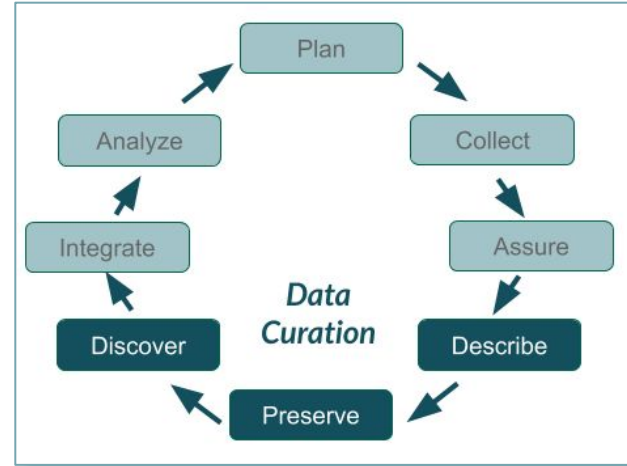 Plan
Collect
Assure
Describe
Preserve
Discover
Integrate
Analyze
Data
Curation